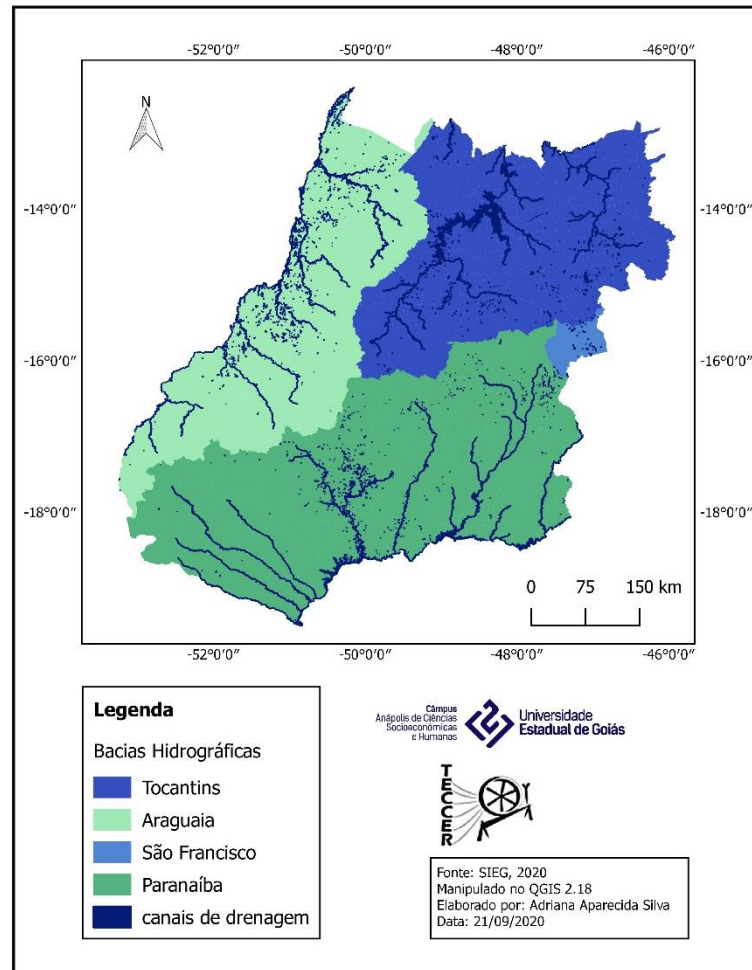 -52°0'0" -50°0'0" -48°0'0" -46°0'0"
N
-14°0'0" -14°0'0"
-16°0'0" -16°0'0"
-18°0'0" -18°0'0"
0 75 150 km
-52°0'0" -50°0'0" -48°0'0" -46°0'0"
Legenda
Bacias Hidrográficas
Tocantins
Araguaia
São Francisco
Paranaíba
canais de drenagem
Câmpus
Anápolis de Ciências
Socioeconômicas
e Humanas
Universidade
Estadual de Goiás
TECCER
Fonte: SIEG, 2020
Manipulado no QGIS 2.18
Elaborado por: Adriana Aparecida Silva
Data: 21/09/2020